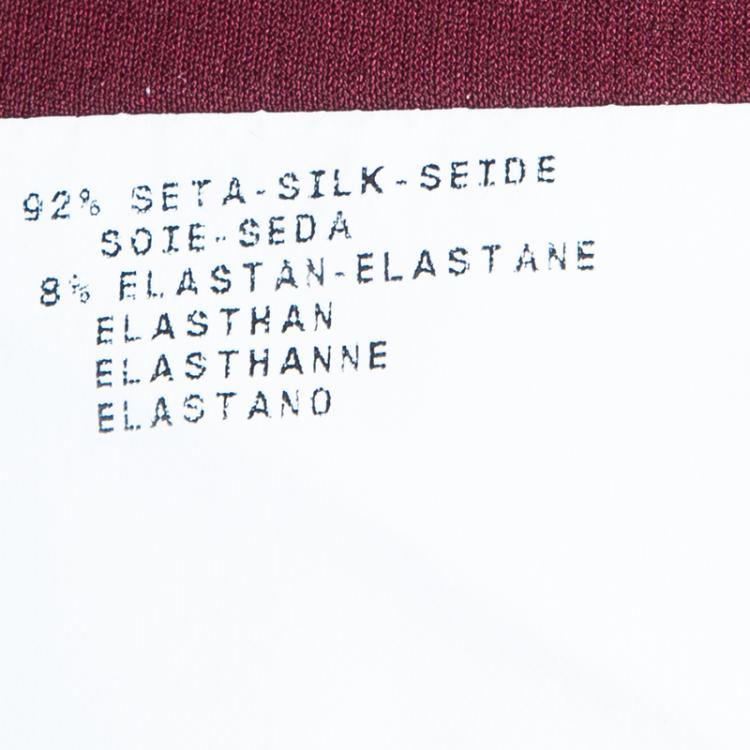 92% SETA-SILK-SEIDE
SOIE-SEDA
8% ELASTAN-ELASTANE
ELASTHAN
ELASTHANNE
ELASTANO